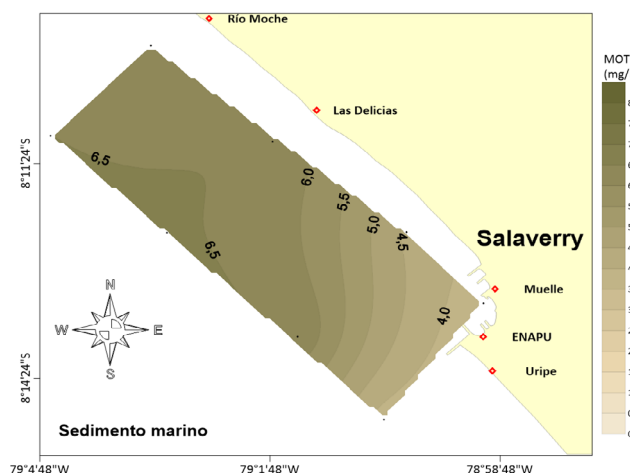 Río Moche
MOT
(mg/
Las Delicias
8°11'24"S
6,5
6,0
5,5
5,0
4,5
Salaverry
6,5
4,0
Muelle
N
W
E
S
ENAPU
Uripe
8°14'24"S
Sedimento marino
79°4'48"W
79°1'48"W
78°58'48"W